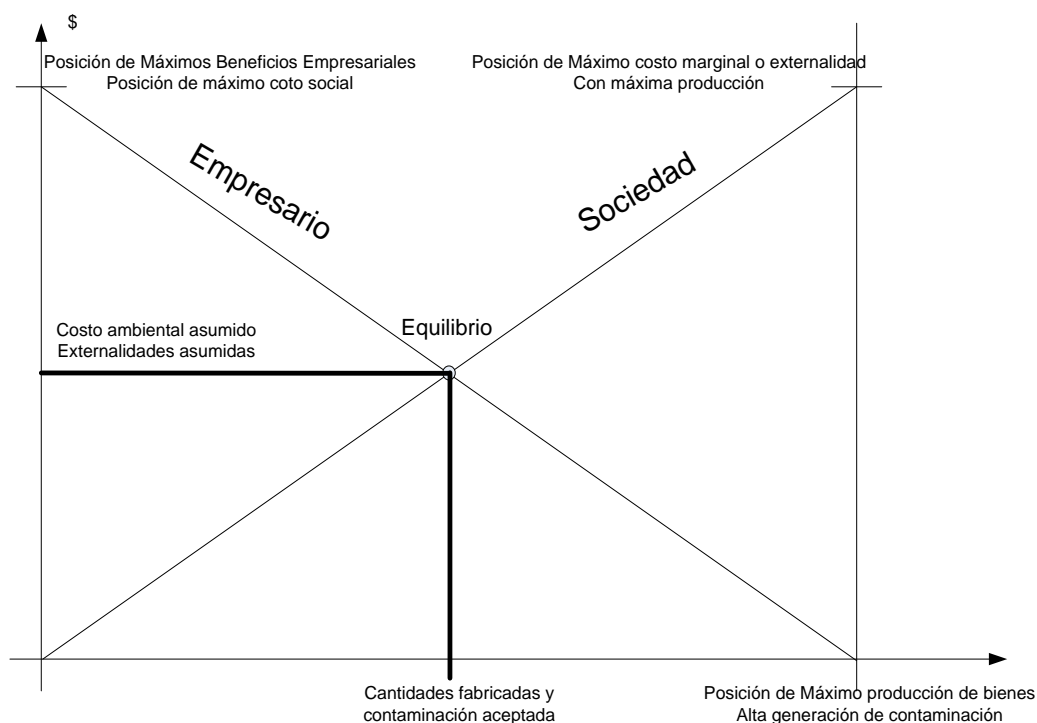 $
Posición de Máximos Beneficios Empresariales
Posición de máximo coto social
Posición de Máximo costo marginal o externalidad
Con máxima producción
Empresario
Sociedad
Equilibrio
Costo ambiental asumido
Externalidades asumidas
Cantidades fabricadas y
contaminación aceptada
Posición de Máximo producción de bienes
Alta generación de contaminación